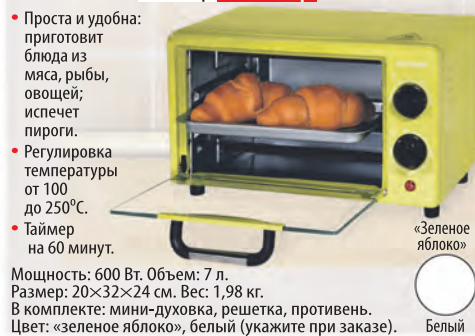 • Проста и удобна:
приготовит
блюда из
мяса, рыбы,
овощей;
испечет
пироги.
• Регулировка
температуры
от 100
до 250⁰С.
• Таймер
на 60 минут.
«Зеленое
яблоко»
Мощность: 600 Вт. Объем: 7 л.
Размер: 20×32×24 см. Вес: 1,98 кг.
В комплекте: мини-духовка, решетка, противень.
Цвет: «зеленое яблоко», белый (укажите при заказе).
Белый